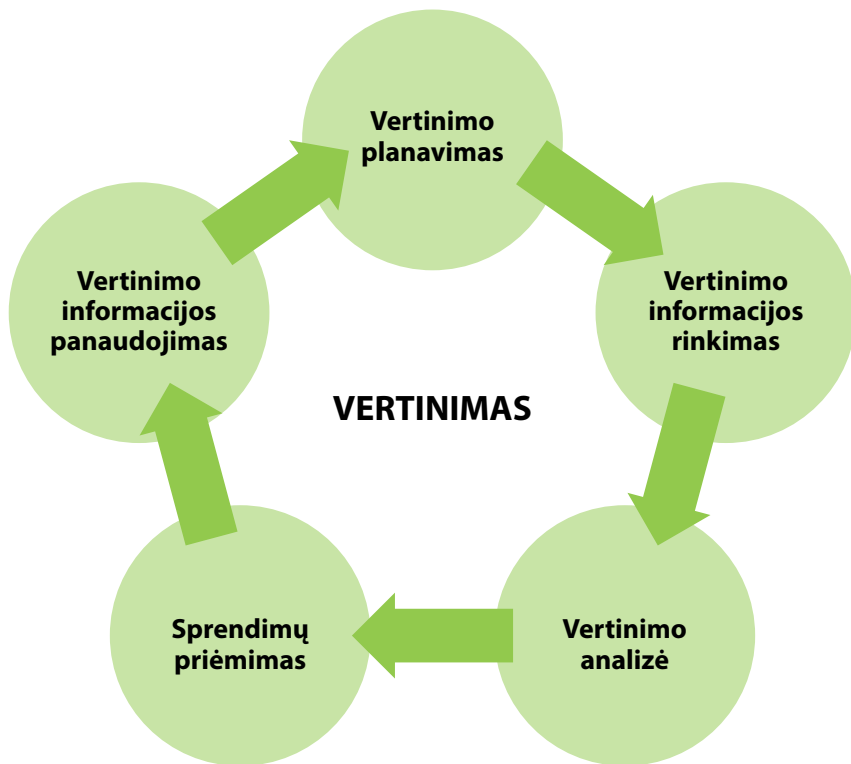 Vertinimo
planavimas
Vertinimo
informacijos
rinkimas
Vertinimo
analizė
Sprendimų
priėmimas
Vertinimo
informacijos
panaudojimas
VERTINIMAS